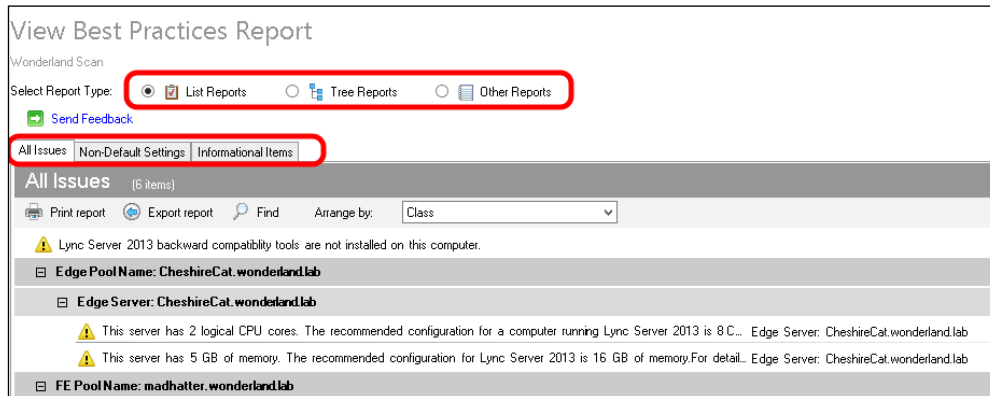 View Best Practices Report
Wonderland Scan
Select Report Type: List Reports Tree Reports Other Reports
Send Feedback
All Issues Non-Default Settings Informational Items
All Issues (6 items)
Print report Export report Find Arrange by: Class
Lync Server 2013 backward compatiblity tools are not installed on this computer.
Edge Pool Name: CheshireCat.wonderland.lab
Edge Server: CheshireCat.wonderland.lab
This server has 2 logical CPU cores. The recommended configuration for a computer running Lync Server 2013 is 8 C... Edge Server: CheshireCat.wonderland.lab
This server has 5 GB of memory. The recommended configuration for Lync Server 2013 is 16 GB of memory.For detail... Edge Server: CheshireCat.wonderland.lab
FE Pool Name: madhatter.wonderland.lab